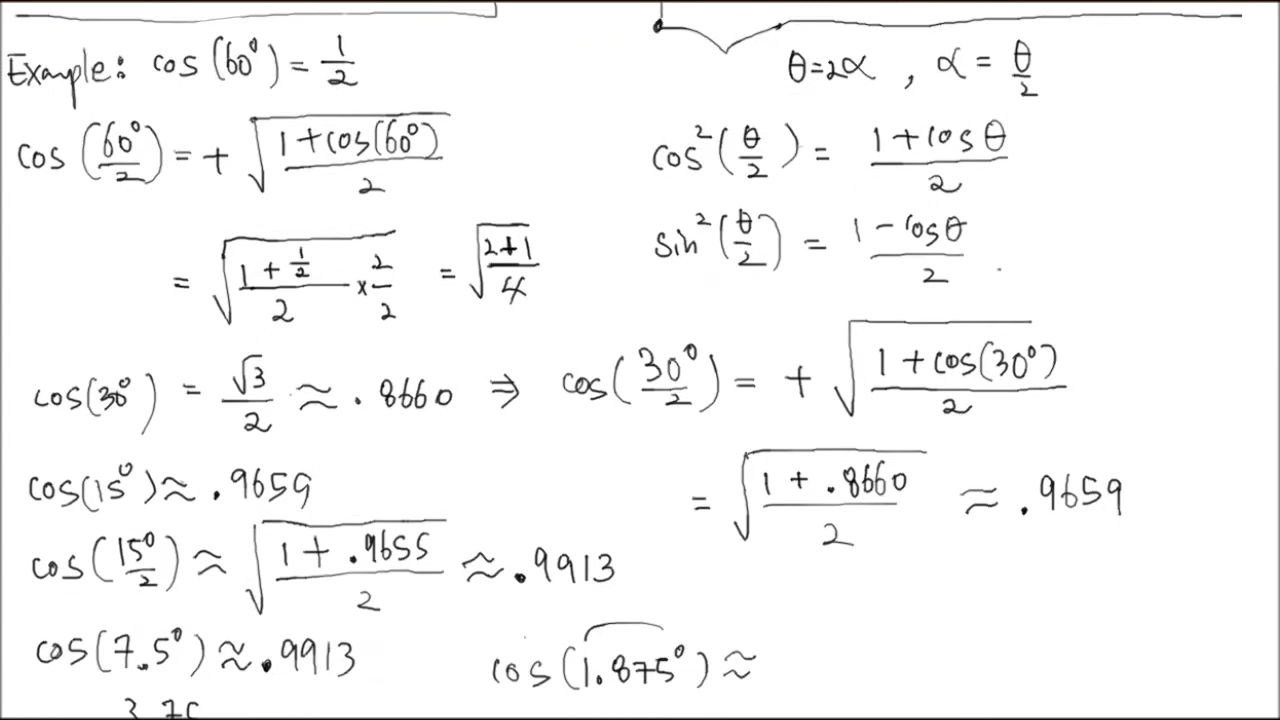 Example: cos(60°) = 1/2
θ=2α , α = θ/2
cos(60°/2) = + √((1+cos(60°))/2)
cos²(θ/2) = (1+cosθ)/2
= √((1+1/2)/2 × 2/2) = √((2+1)/4)
sin²(θ/2) = (1-cosθ)/2
cos(30°) = √3/2 ≈ .8660 ⇒ cos(30°/2) = + √((1+cos(30°))/2)
cos(15°) ≈ .9659
= √((1+.8660)/2) ≈ .9659
cos(15°/2) ≈ √((1+.9655)/2) ≈ .9913
cos(7.5°) ≈ .9913
cos(1.875°) ≈